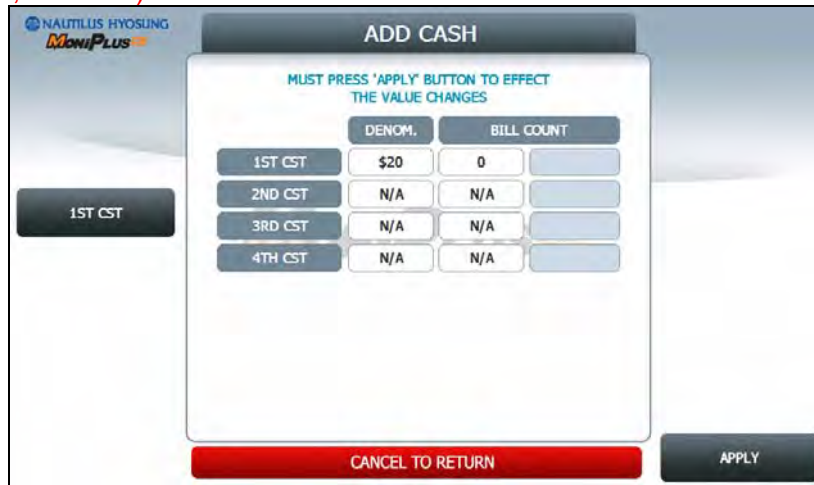 NAUTILUS HYOSUNG
MONIPLUS
ADD CASH
MUST PRESS 'APPLY' BUTTON TO EFFECT
THE VALUE CHANGES
DENOM. BILL COUNT
1ST CST $20 0
2ND CST N/A N/A
1ST CST
3RD CST N/A N/A
4TH CST N/A N/A
CANCEL TO RETURN
APPLY